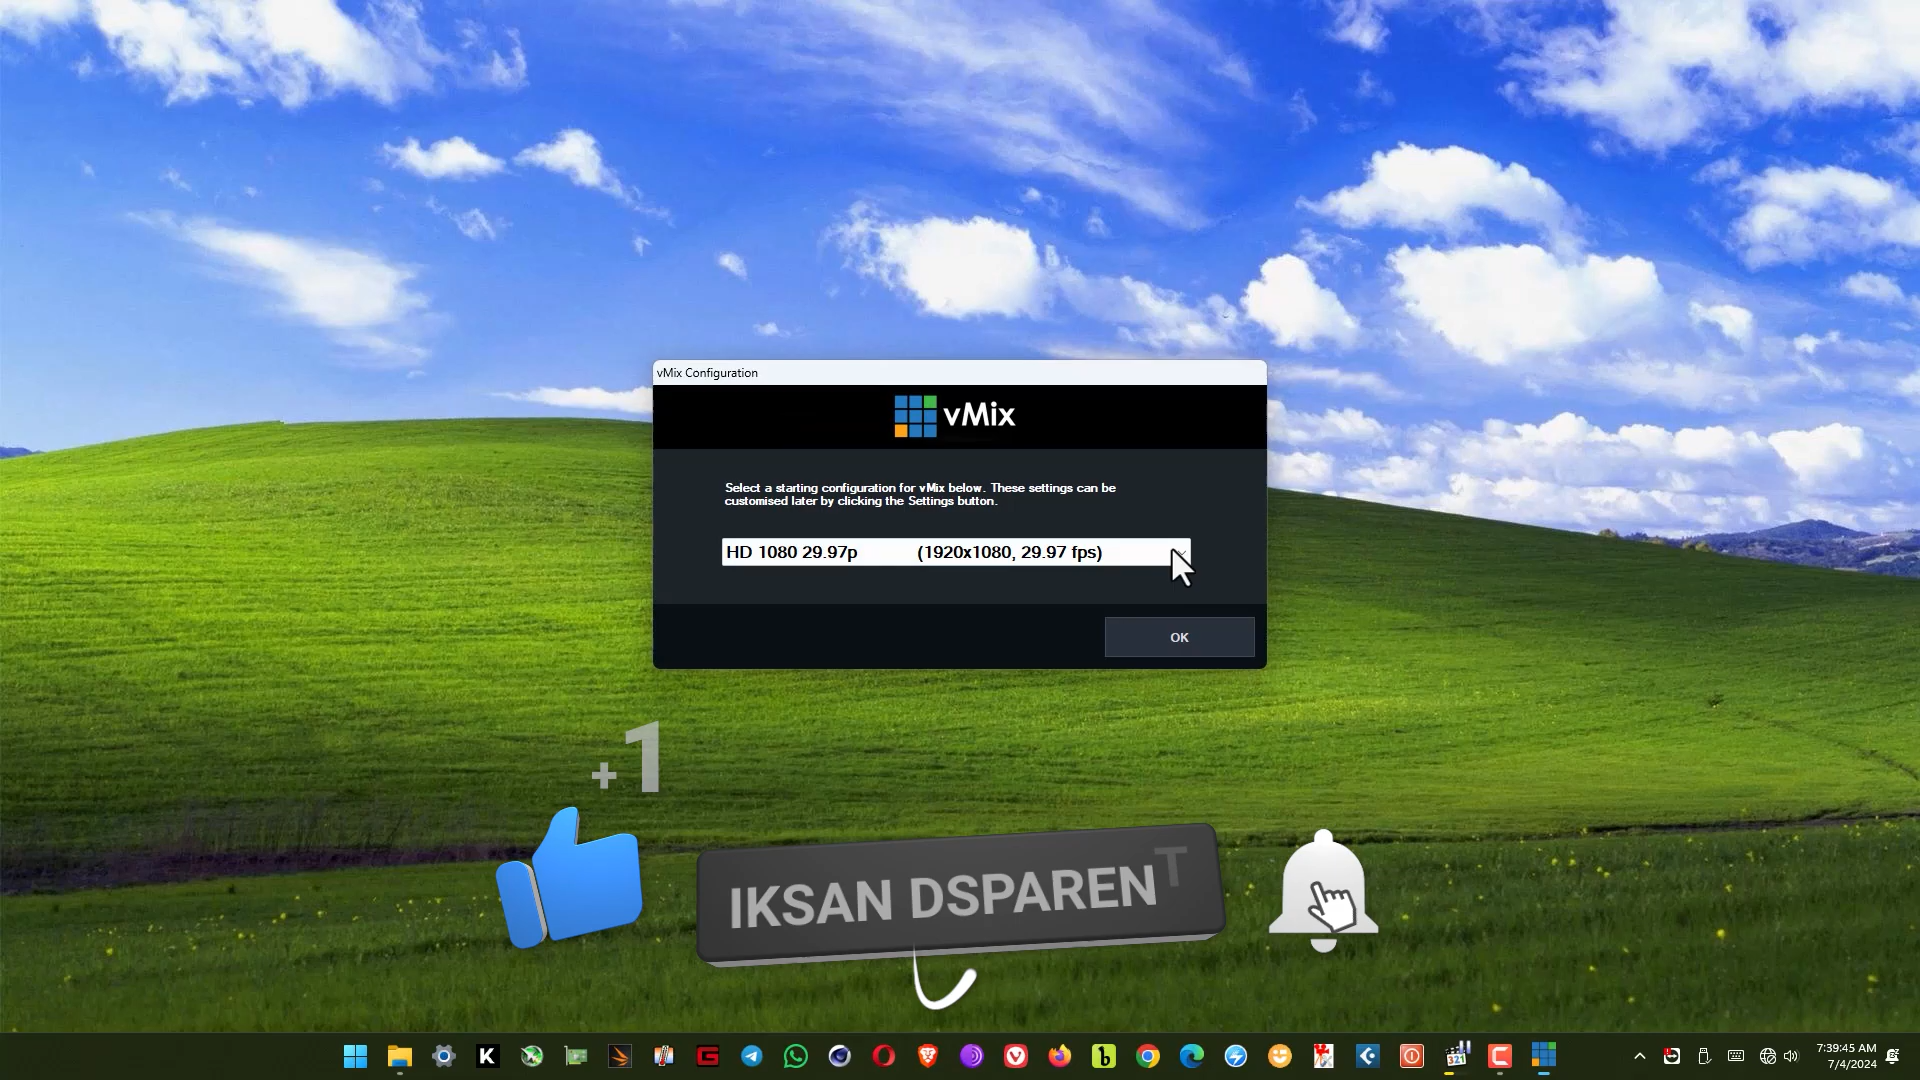 vMix Configuration
vMix
Select a starting configuration for vMix below. These settings can be
customised later by clicking the Settings button.
HD 1080 29.97p (1920x1080, 29.97 fps)
OK
+1
IKSAN DSPARENT
7:39:45 AM
7/4/2024